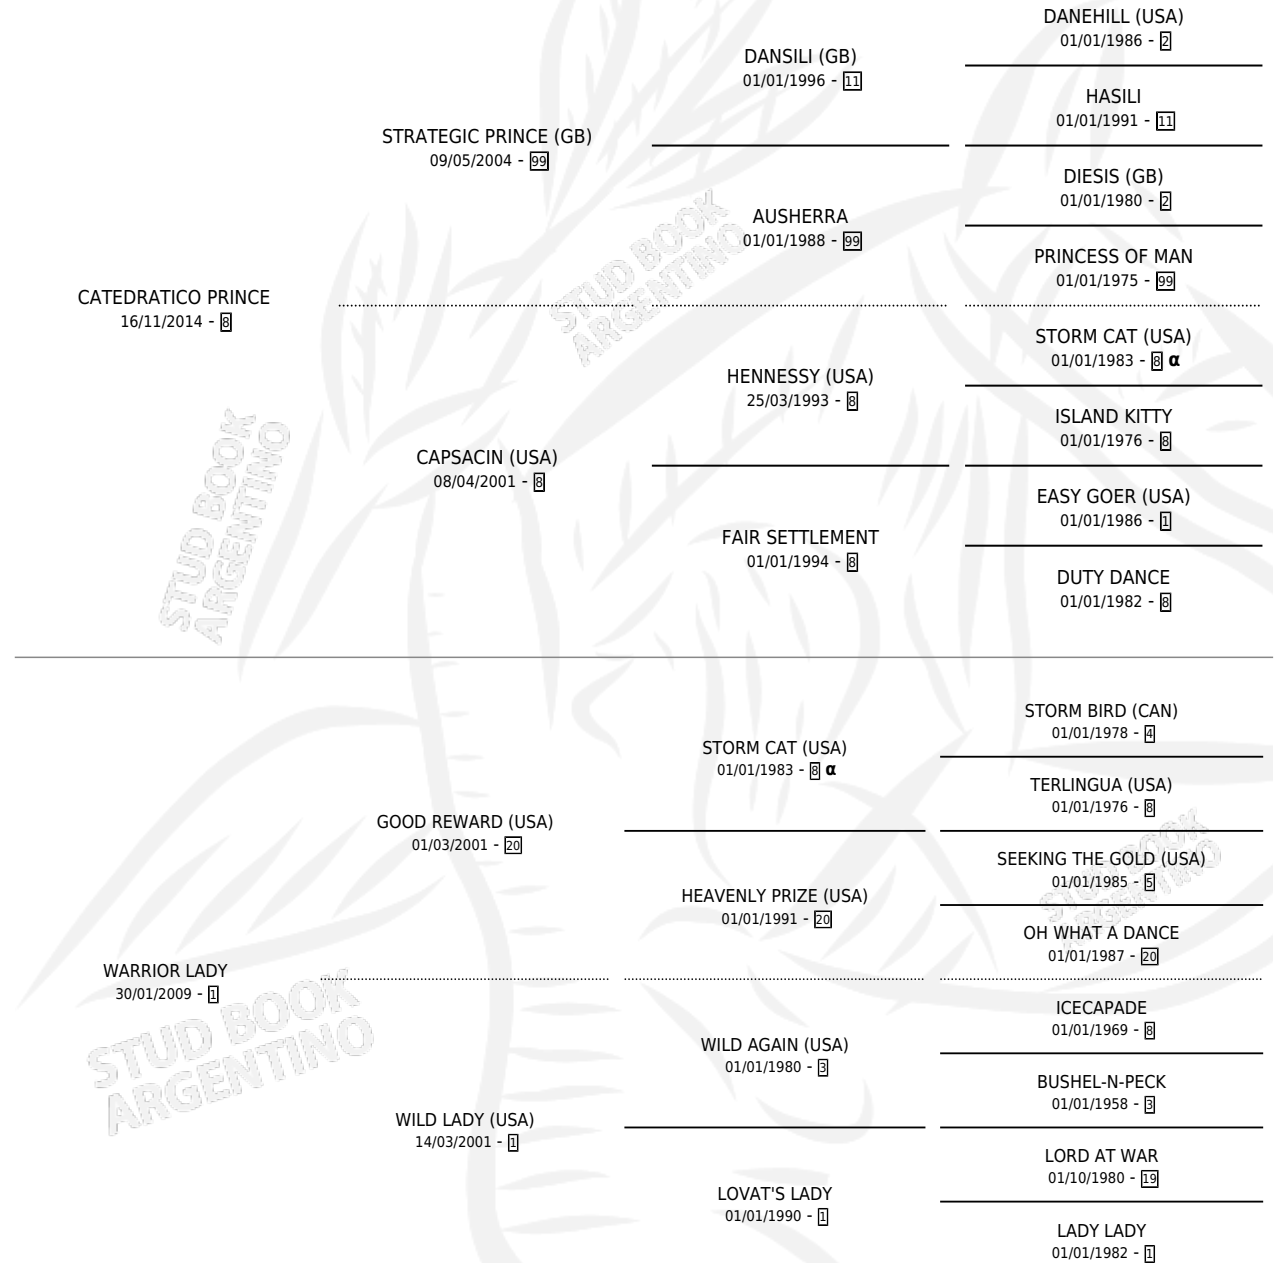 CATEDRATICO PRINCE
16/11/2014 - 8
STRATEGIC PRINCE (GB)
09/05/2004 - 99
DANSILI (GB)
01/01/1996 - 11
DANEHILL (USA)
01/01/1986 - 2
HASILI
01/01/1991 - 11
AUSHERRA
01/01/1988 - 99
DIESIS (GB)
01/01/1980 - 2
PRINCESS OF MAN
01/01/1975 - 99
CAPSACIN (USA)
08/04/2001 - 8
HENNESSY (USA)
25/03/1993 - 8
STORM CAT (USA)
01/01/1983 - 8 α
ISLAND KITTY
01/01/1976 - 8
FAIR SETTLEMENT
01/01/1994 - 8
EASY GOER (USA)
01/01/1986 - 1
DUTY DANCE
01/01/1982 - 8
WARRIOR LADY
30/01/2009 - 1
GOOD REWARD (USA)
01/03/2001 - 20
STORM CAT (USA)
01/01/1983 - 8 α
STORM BIRD (CAN)
01/01/1978 - 4
TERLINGUA (USA)
01/01/1976 - 8
HEAVENLY PRIZE (USA)
01/01/1991 - 20
SEEKING THE GOLD (USA)
01/01/1985 - 5
OH WHAT A DANCE
01/01/1987 - 20
WILD LADY (USA)
14/03/2001 - 1
WILD AGAIN (USA)
01/01/1980 - 3
ICECAPADE
01/01/1969 - 8
BUSHEL-N-PECK
01/01/1958 - 3
LOVAT'S LADY
01/01/1990 - 1
LORD AT WAR
01/10/1980 - 19
LADY LADY
01/01/1982 - 1
STUD BOOK
ARGENTINO
STUD BOOK
ARGENTINO
STUD BOOK
ARGENTINO
STUD BOOK
ARGENTINO